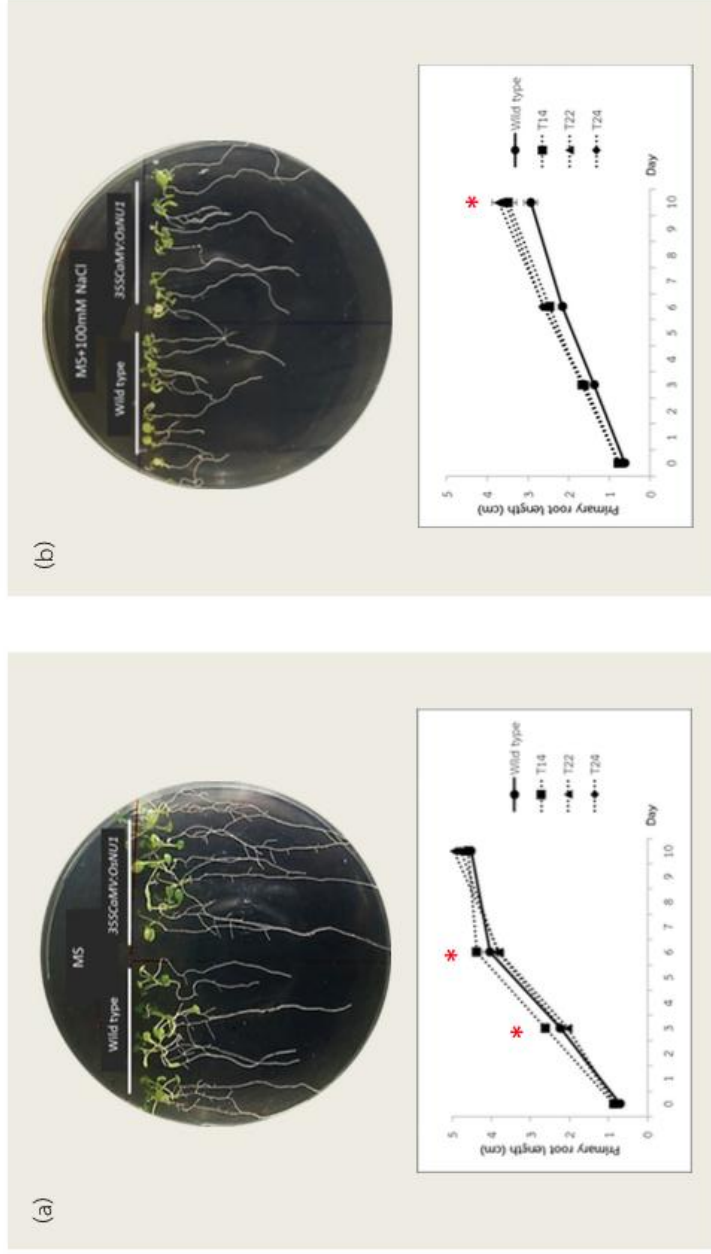 (a)
MS
Wild type
35SCaMV:OsNU1
Primary root length (cm)
5
4
3
2
1
0
0 1 2 3 4 5 6 7 8 9 10
Day
Wild type
T14
T22
T24
*
*
(b)
MS+100mM NaCl
Wild type
35SCaMV:OsNU1
Primary root length (cm)
5
4
3
2
1
0
0 1 2 3 4 5 6 7 8 9 10
Day
Wild type
T14
T22
T24
*